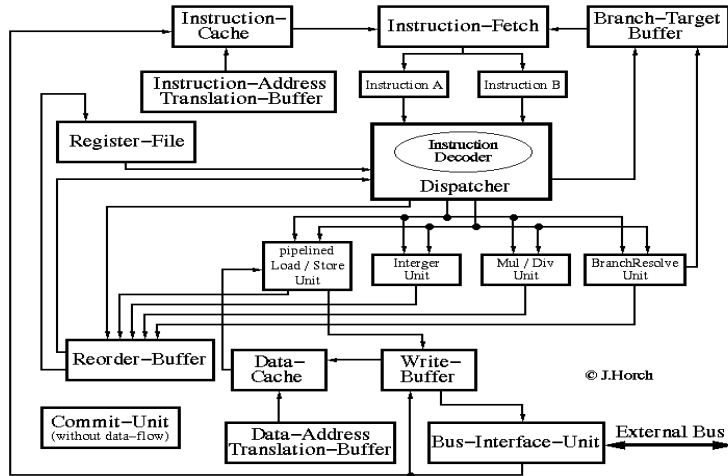 Instruction-Cache
Instruction-Fetch
Branch-Target
Buffer
Instruction-Address
Translation-Buffer
Instruction A
Instruction B
Register-File
Instruction
Decoder
Dispatcher
pipelined
Load / Store
Unit
Interger
Unit
Mul / Div
Unit
BranchResolve
Unit
Reorder-Buffer
Data-
Cache
Write-
Buffer
© J.Horch
Commit-Unit
(without data-flow)
Data-Address
Translation-Buffer
Bus-Interface-Unit
External Bus